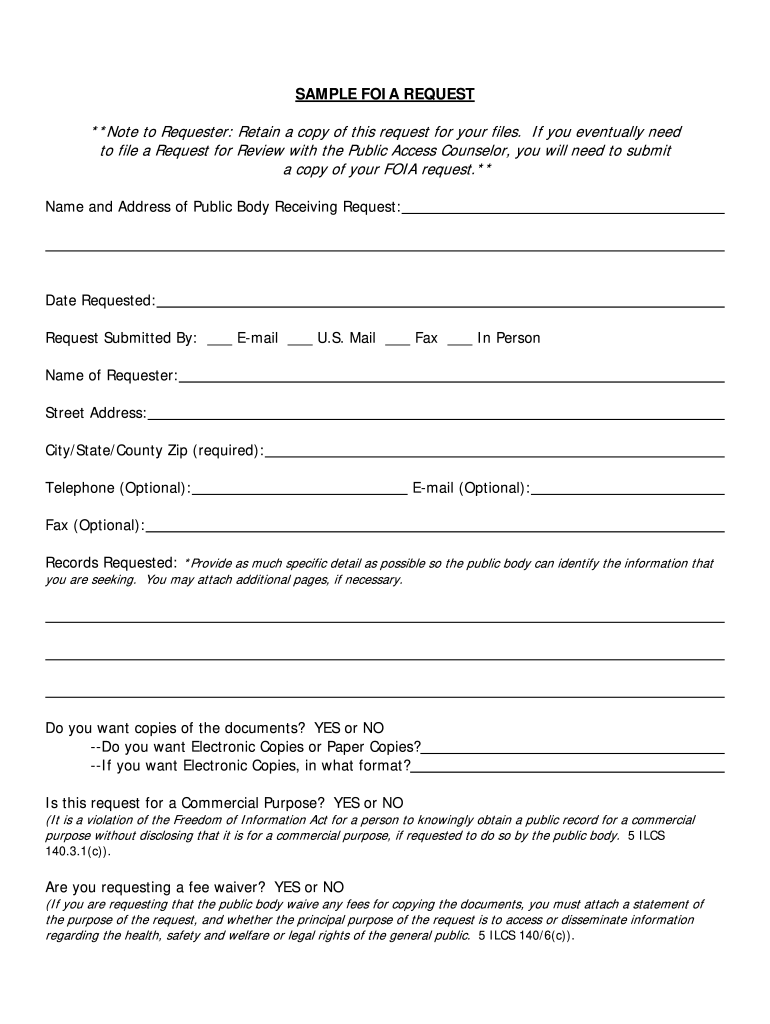 SAMPLE FOIA REQUEST
**Note to Requester: Retain a copy of this request for your files. If you eventually need
to file a Request for Review with the Public Access Counselor, you will need to submit
a copy of your FOIA request.**
Name and Address of Public Body Receiving Request:
Date Requested:
Request Submitted By: ___ E-mail ___ U.S. Mail ___ Fax ___ In Person
Name of Requester:
Street Address:
City/State/County Zip (required):
Telephone (Optional): E-mail (Optional):
Fax (Optional):
Records Requested: *Provide as much specific detail as possible so the public body can identify the information that
you are seeking. You may attach additional pages, if necessary.
Do you want copies of the documents? YES or NO
--Do you want Electronic Copies or Paper Copies?
--If you want Electronic Copies, in what format?
Is this request for a Commercial Purpose? YES or NO
(It is a violation of the Freedom of Information Act for a person to knowingly obtain a public record for a commercial
purpose without disclosing that it is for a commercial purpose, if requested to do so by the public body. 5 ILCS
140.3.1(c)).
Are you requesting a fee waiver? YES or NO
(If you are requesting that the public body waive any fees for copying the documents, you must attach a statement of
the purpose of the request, and whether the principal purpose of the request is to access or disseminate information
regarding the health, safety and welfare or legal rights of the general public. 5 ILCS 140/6(c)).